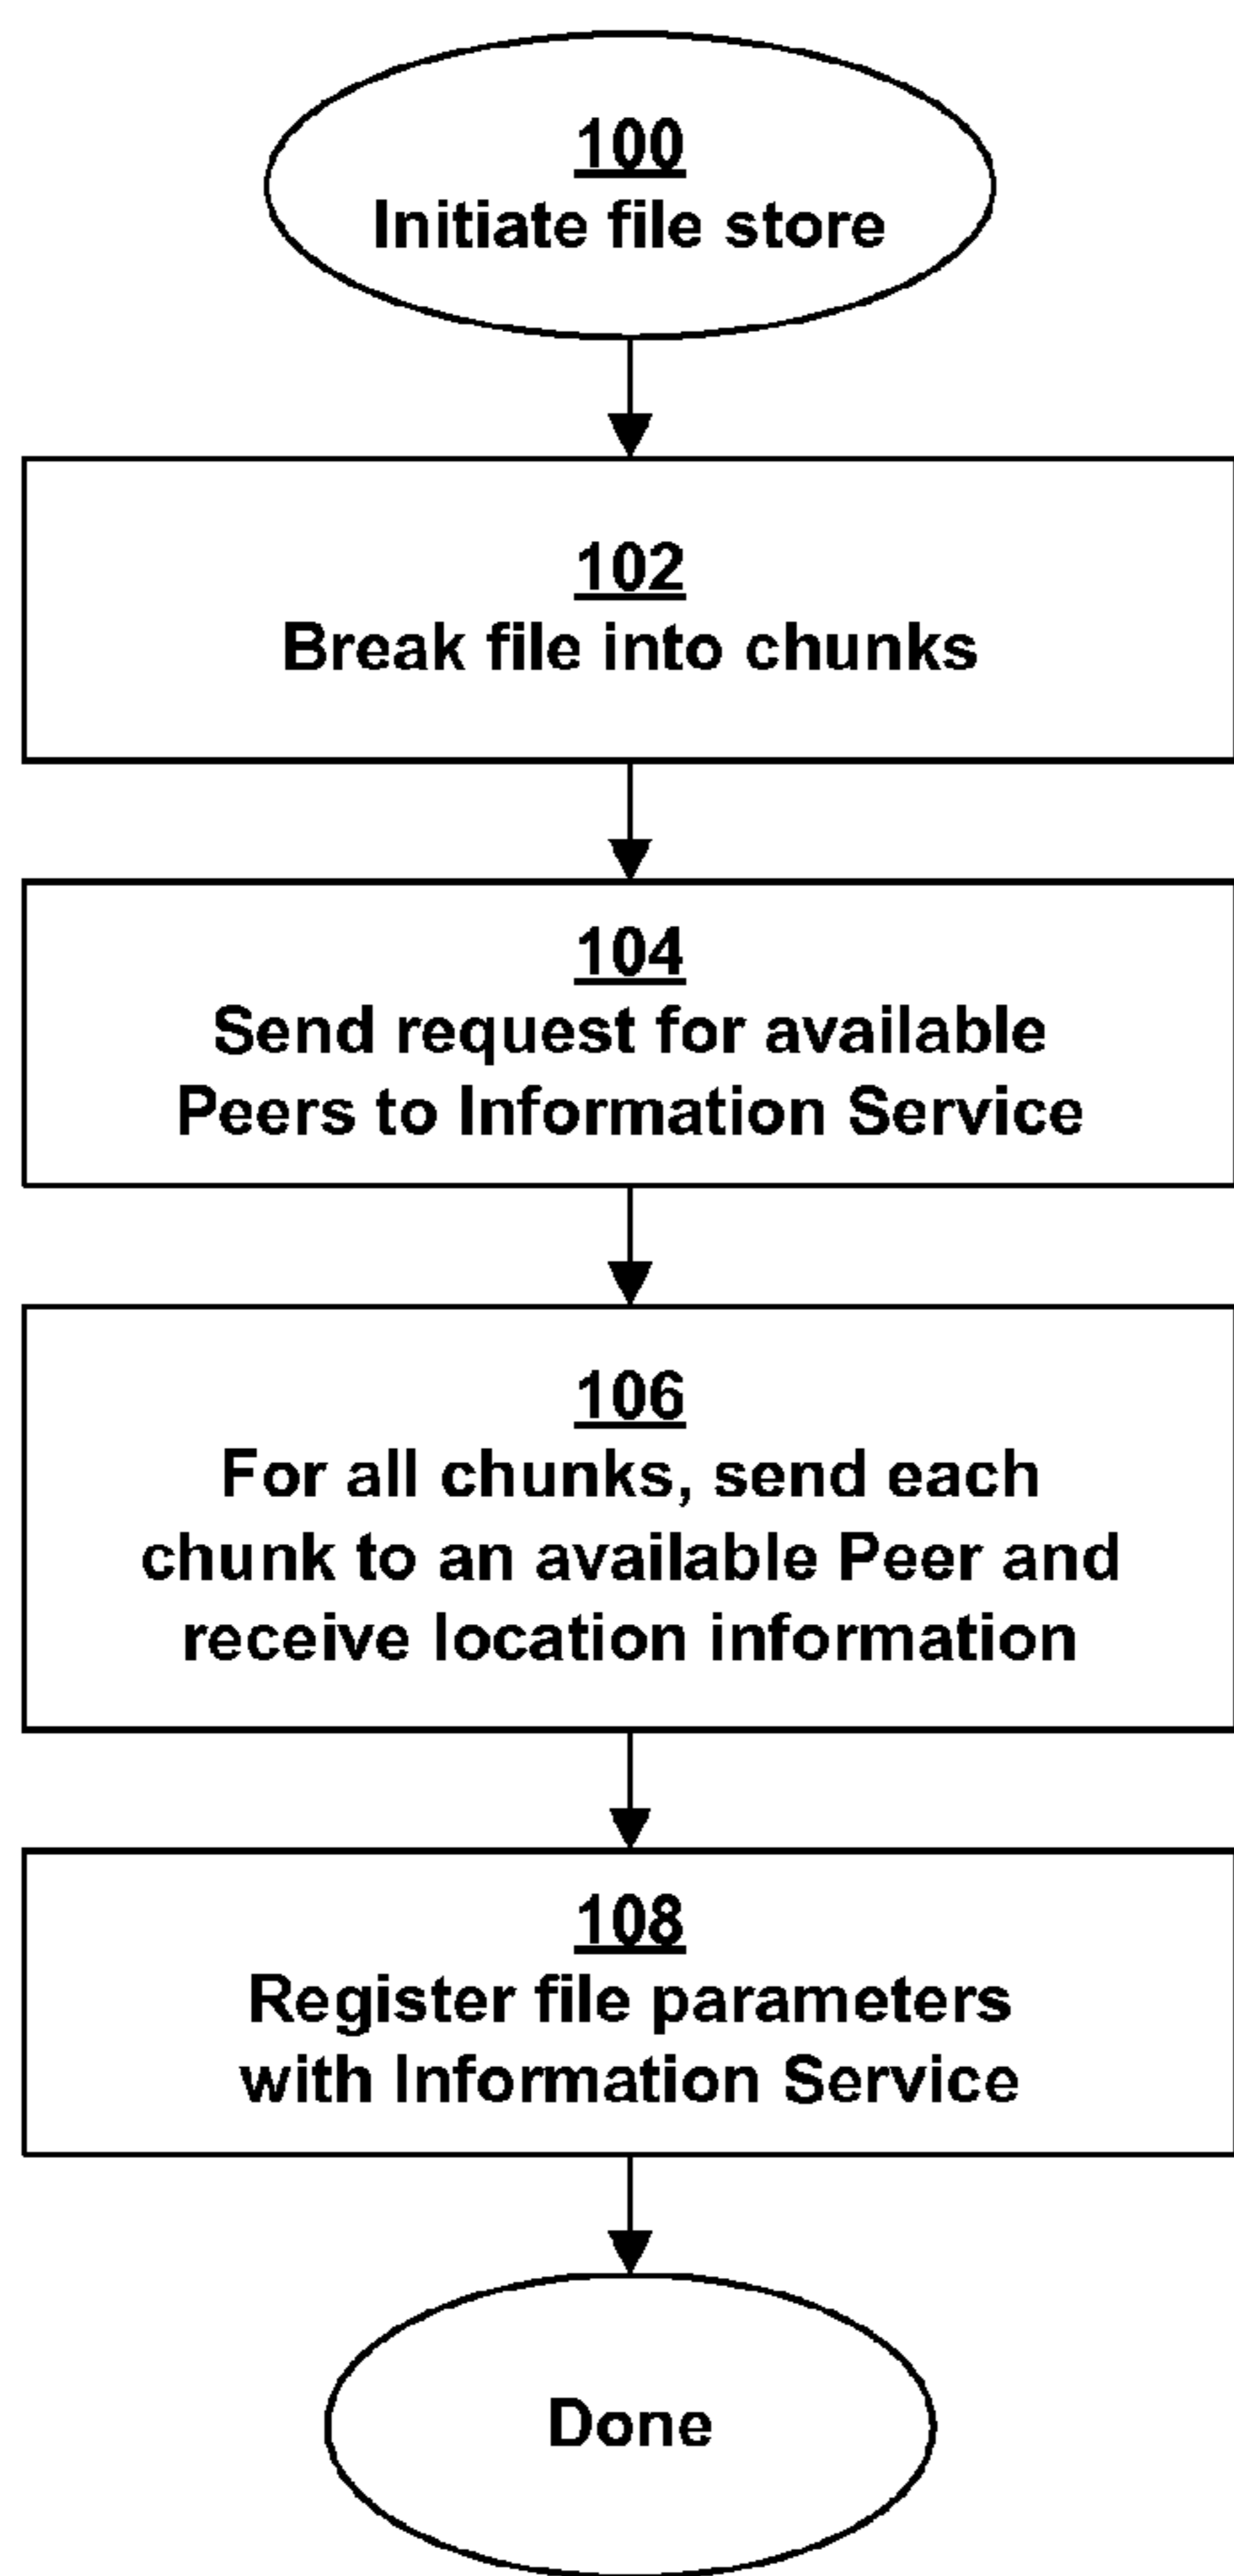 100
Initiate file store
102
Break file into chunks
104
Send request for available
Peers to Information Service
106
For all chunks, send each
chunk to an available Peer and
receive location information
108
Register file parameters
with Information Service
Done